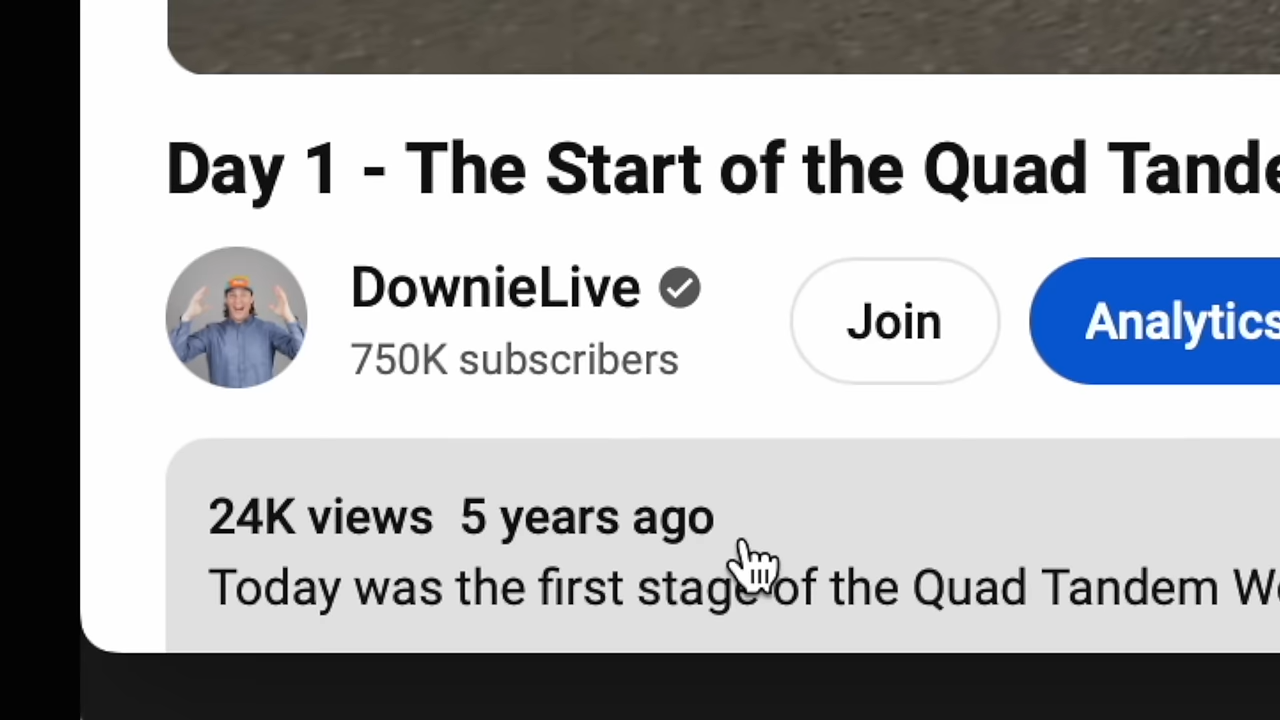 Day 1 - The Start of the Quad Tande
DownieLive
750K subscribers
Join
Analytics
24K views 5 years ago
Today was the first stage of the Quad Tandem W